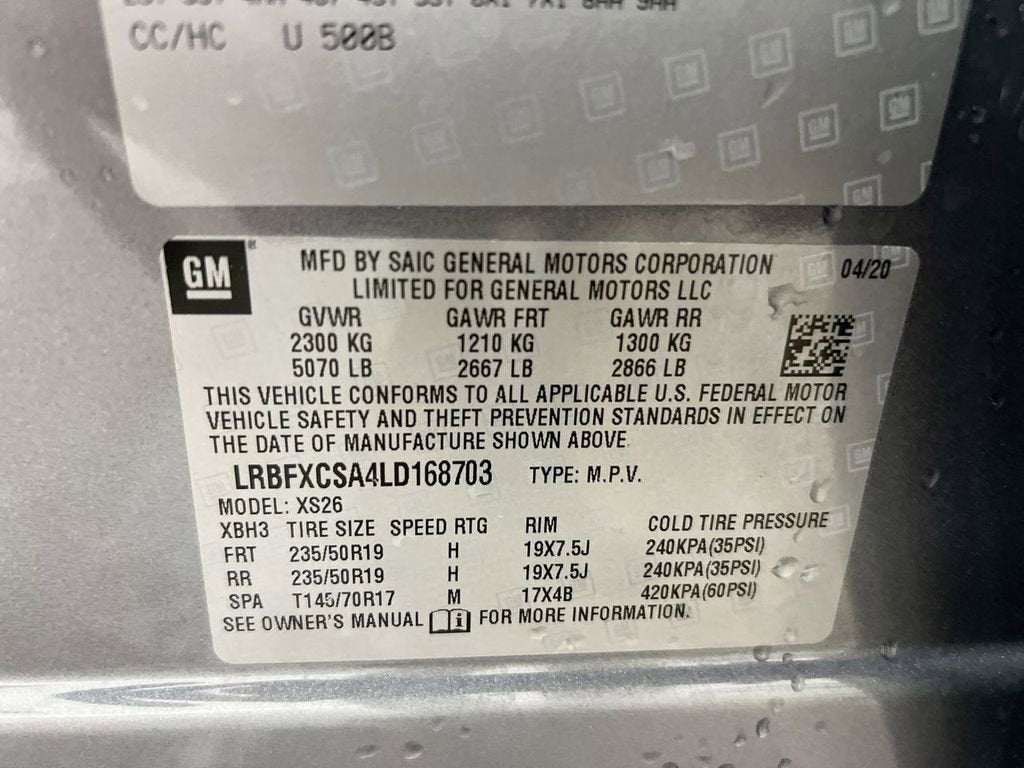 CC/HC U 500B
GM
MFD BY SAIC GENERAL MOTORS CORPORATION 04/20
LIMITED FOR GENERAL MOTORS LLC
GVWR GAWR FRT GAWR RR
2300 KG 1210 KG 1300 KG
5070 LB 2667 LB 2866 LB
THIS VEHICLE CONFORMS TO ALL APPLICABLE U.S. FEDERAL MOTOR
VEHICLE SAFETY AND THEFT PREVENTION STANDARDS IN EFFECT ON
THE DATE OF MANUFACTURE SHOWN ABOVE.
LRBFXCSA4LD168703 TYPE: M.P.V.
MODEL: XS26
XBH3 TIRE SIZE SPEED RTG RIM COLD TIRE PRESSURE
FRT 235/50R19 H 19X7.5J 240KPA(35PSI)
RR 235/50R19 H 19X7.5J 240KPA(35PSI)
SPA T145/70R17 M 17X4B 420KPA(60PSI)
SEE OWNER'S MANUAL i FOR MORE INFORMATION.